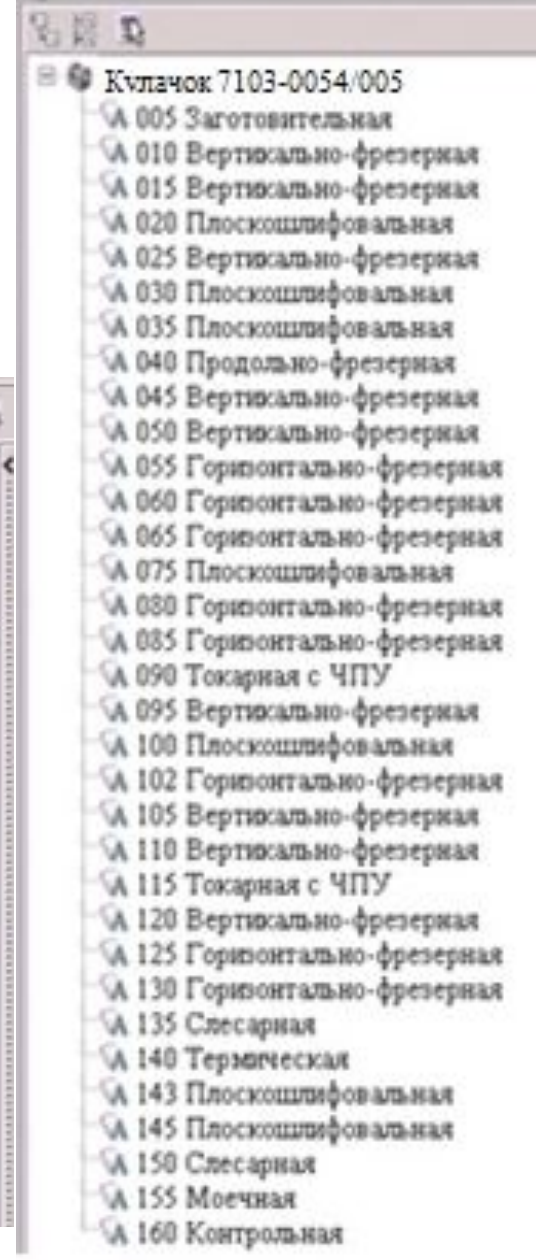 Кулачок 7103-0054/005
005 Заготовительная
010 Вертикально-фрезерная
015 Вертикально-фрезерная
020 Плоскошлифовальная
025 Вертикально-фрезерная
030 Плоскошлифовальная
035 Плоскошлифовальная
040 Продольно-фрезерная
045 Вертикально-фрезерная
050 Вертикально-фрезерная
055 Горизонтально-фрезерная
060 Горизонтально-фрезерная
065 Горизонтально-фрезерная
075 Плоскошлифовальная
080 Горизонтально-фрезерная
085 Горизонтально-фрезерная
090 Токарная с ЧПУ
095 Вертикально-фрезерная
100 Плоскошлифовальная
102 Горизонтально-фрезерная
105 Вертикально-фрезерная
110 Вертикально-фрезерная
115 Токарная с ЧПУ
120 Вертикально-фрезерная
125 Горизонтально-фрезерная
130 Горизонтально-фрезерная
135 Слесарная
140 Термическая
143 Плоскошлифовальная
145 Плоскошлифовальная
150 Слесарная
155 Моечная
160 Контрольная